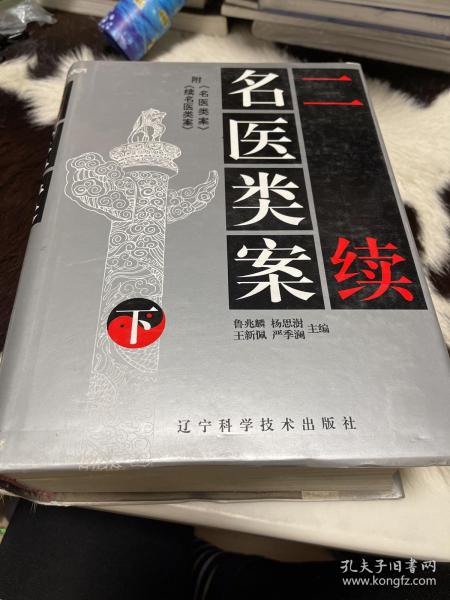 二续
名医类案
附《名医类案》
《续名医类案》
下
鲁兆麟 杨思澍
王新佩 严季澜 主编
辽宁科学技术出版社
孔夫子旧书网
www.kongfz.com